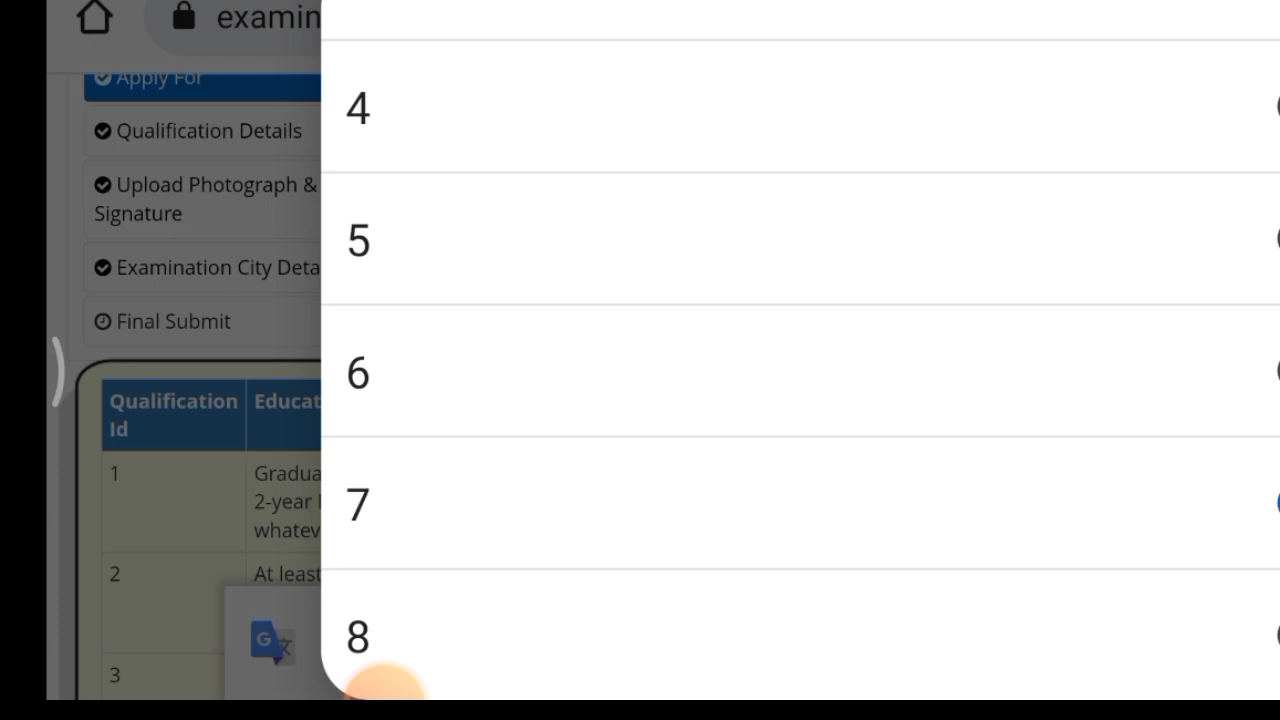 examin
Apply For
Qualification Details
Upload Photograph &
Signature
Examination City Deta
Final Submit
Qualification
Id
Educat
1
Gradua
2-year
whatev
2
At least
3
G
文
4
5
6
7
8